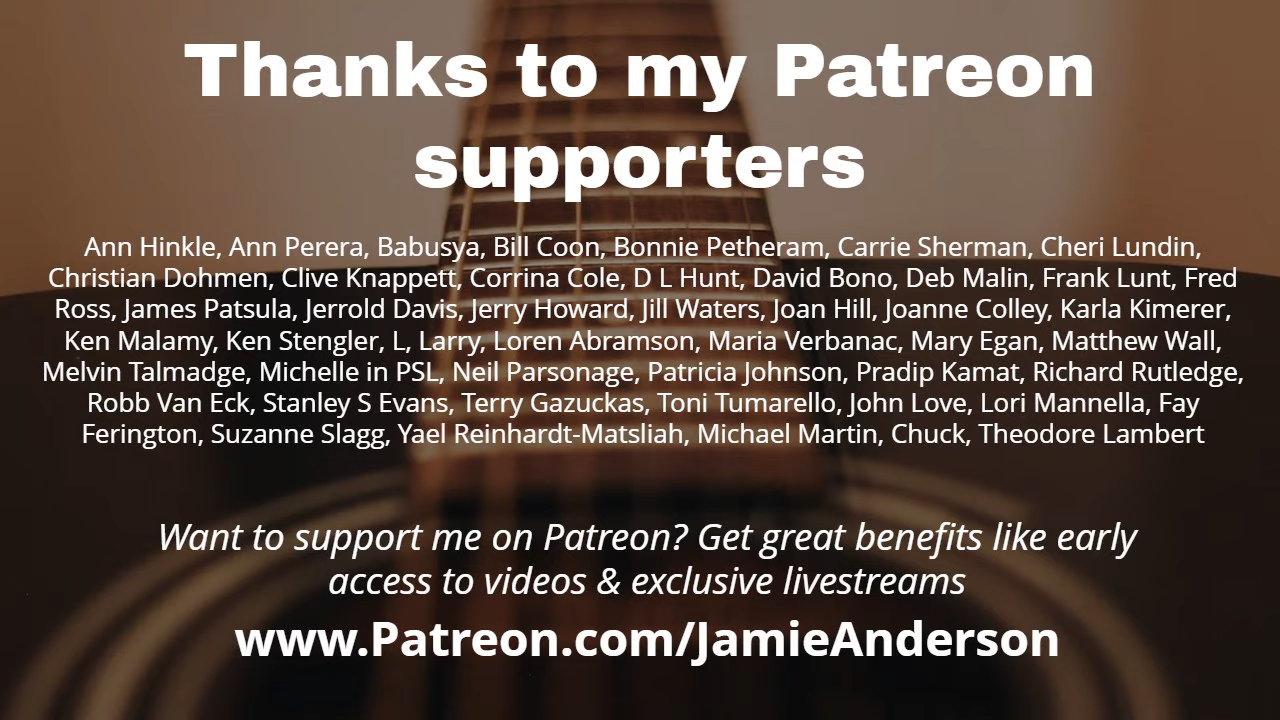 Thanks to my Patreon
supporters
Ann Hinkle, Ann Perera, Babusya, Bill Coon, Bonnie Petheram, Carrie Sherman, Cheri Lundin,
Christian Dohmen, Clive Knappett, Corrina Cole, D L Hunt, David Bono, Deb Malin, Frank Lunt, Fred
Ross, James Patsula, Jerrold Davis, Jerry Howard, Jill Waters, Joan Hill, Joanne Colley, Karla Kimerer,
Ken Malamy, Ken Stengler, L, Larry, Loren Abramson, Maria Verbanac, Mary Egan, Matthew Wall,
Melvin Talmadge, Michelle in PSL, Neil Parsonage, Patricia Johnson, Pradip Kamat, Richard Rutledge,
Robb Van Eck, Stanley S Evans, Terry Gazuckas, Toni Tumarello, John Love, Lori Mannella, Fay
Ferington, Suzanne Slagg, Yael Reinhardt-Matsliah, Michael Martin, Chuck, Theodore Lambert
Want to support me on Patreon? Get great benefits like early
access to videos & exclusive livestreams
www.Patreon.com/JamieAnderson